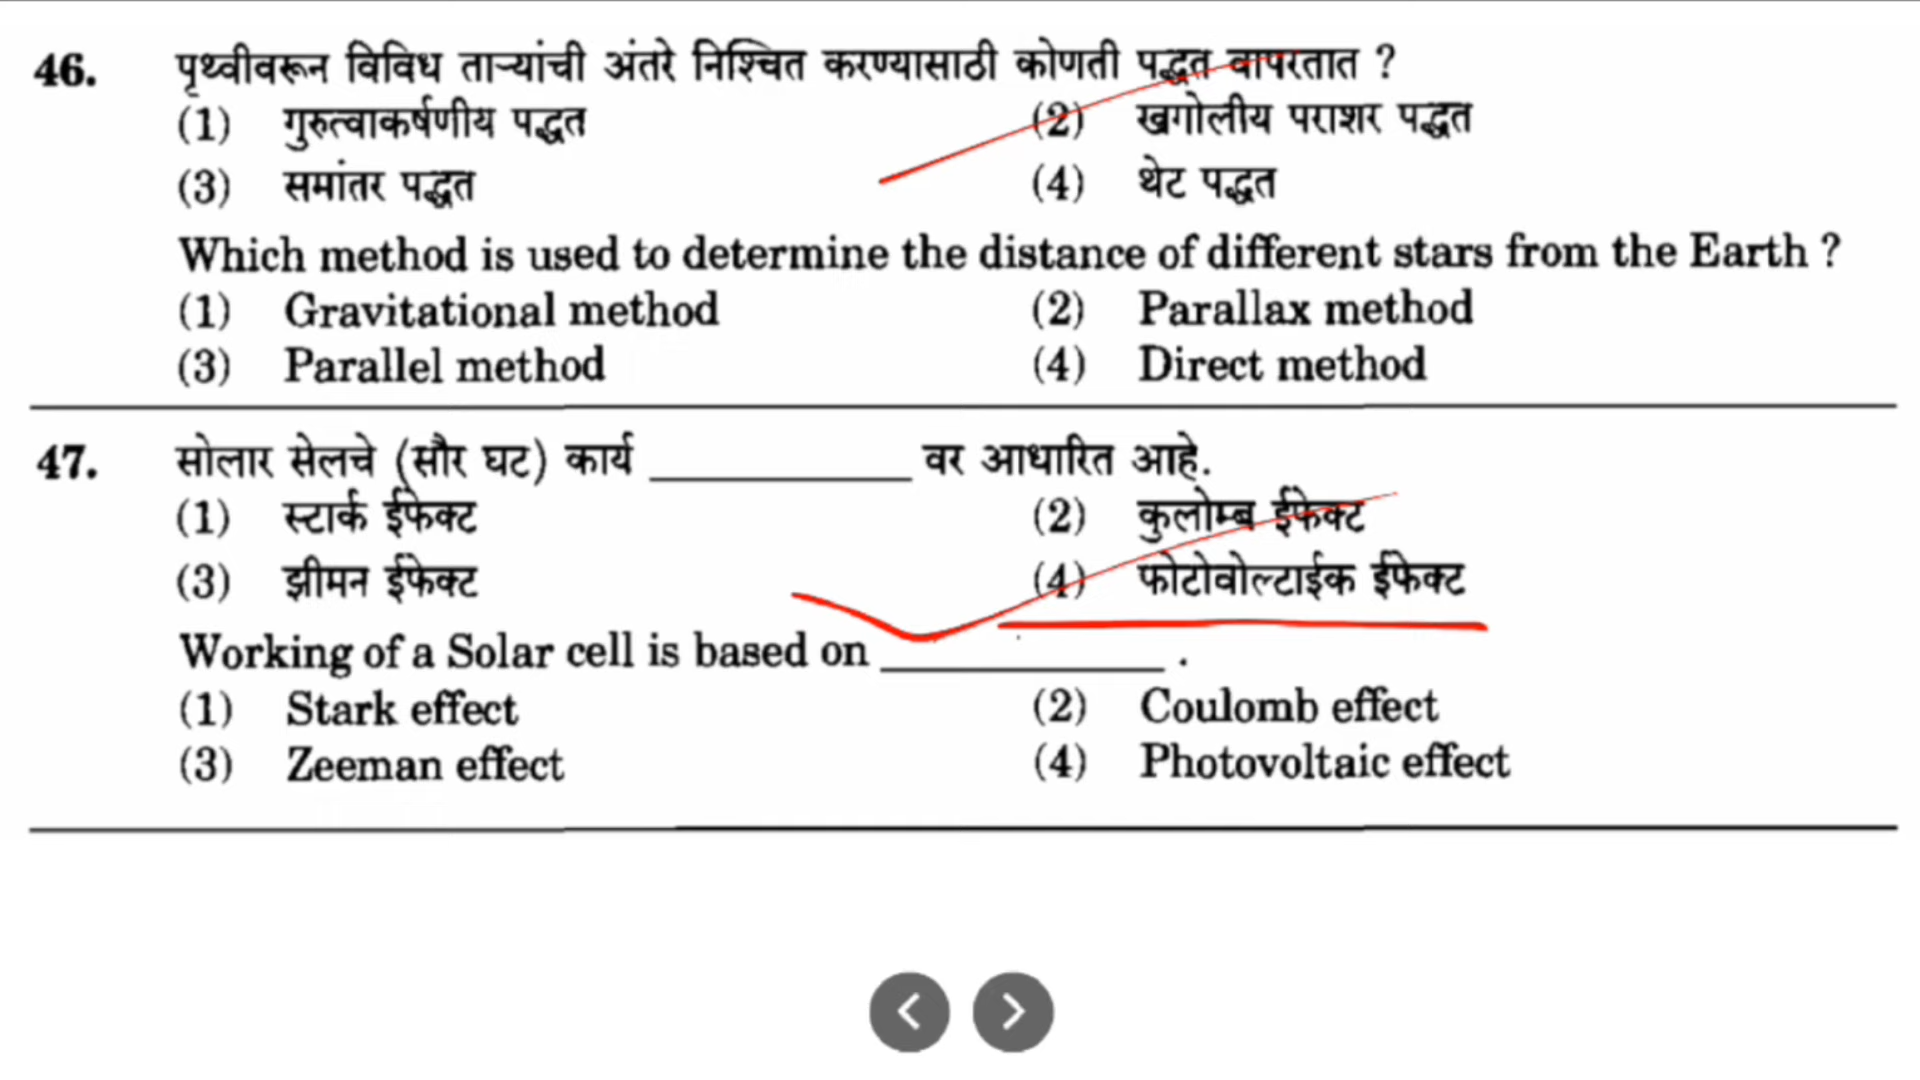 46. पृथ्वीवरून विविध ताऱ्यांची अंतरे निश्चित करण्यासाठी कोणती पद्धत वापरतात ?
(1) गुरुत्वाकर्षणीय पद्धत (2) खगोलीय पराशर पद्धत
(3) समांतर पद्धत (4) थेट पद्धत
Which method is used to determine the distance of different stars from the Earth ?
(1) Gravitational method (2) Parallax method
(3) Parallel method (4) Direct method
47. सोलार सेलचे (सौर घट) कार्य ____________ वर आधारित आहे.
(1) स्टार्क ईफेक्ट (2) कुलोम्ब ईफेक्ट
(3) झीमन ईफेक्ट (4) फोटोवोल्टाईक ईफेक्ट
Working of a Solar cell is based on ____________ .
(1) Stark effect (2) Coulomb effect
(3) Zeeman effect (4) Photovoltaic effect